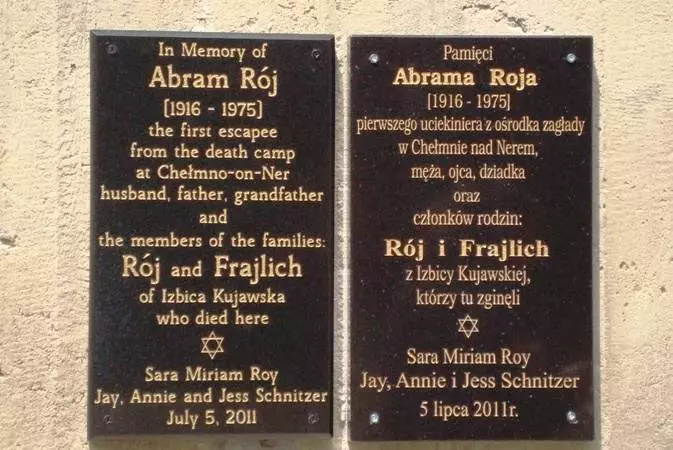 In Memory of
Abram Rój
(1916 - 1975)
the first escapee
from the death camp
at Chełmno-on-Ner
husband, father, grandfather
and
the members of the families:
Rój and Frajlich
of Izbica Kujawska
who died here
Sara Miriam Roy
Jay, Annie and Jess Schnitzer
July 5, 2011
Pamięci
Abrama Roja
[1916 - 1975]
pierwszego uciekiniera z ośrodka zagłady
w Chełmnie nad Nerem,
męża, ojca, dziadka
oraz
członków rodzin:
Rój i Frajlich
z Izbicy Kujawskiej,
którzy tu zginęli
Sara Miriam Roy
Jay, Annie i Jess Schnitzer
5 lipca 2011r.